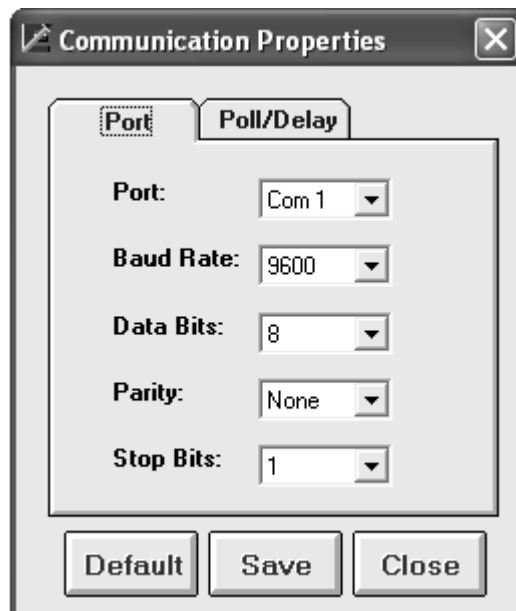 Communication Properties
Port Poll/Delay
Port: Com 1
Baud Rate: 9600
Data Bits: 8
Parity: None
Stop Bits: 1
Default Save Close